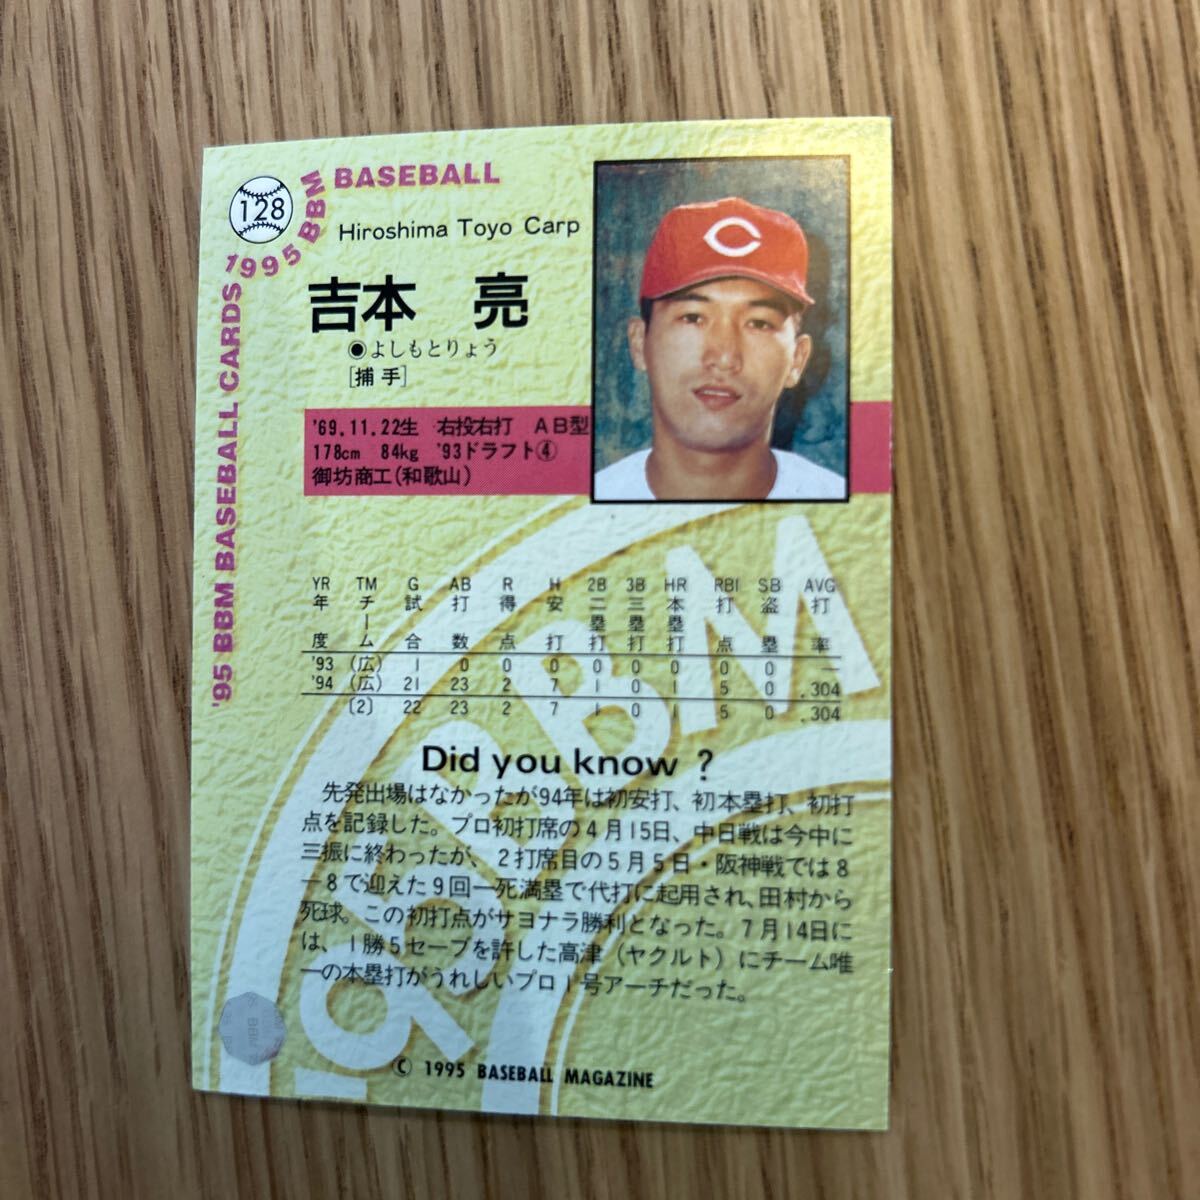 128
'95 BBM BASEBALL CARDS 1995 BBM BASEBALL
Hiroshima Toyo Carp
吉本 亮
◉よしもとりょう
[捕手]
'69.11.22生 右投右打 AB型
178cm 84kg '93ドラフト④
御坊商工(和歌山)
YR TM G AB R H 2B 3B HR RBI SB AVG
年度 チーム 試合 打数 得点 安打 二塁打 三塁打 本塁打 打点 盗塁 打率
'93 (広) 1 0 0 0 0 0 0 0 0 —
'94 (広) 21 23 2 7 1 0 1 5 0 .304
[2] 22 23 2 7 1 0 1 5 0 .304
Did you know ?
先発出場はなかったが94年は初安打、初本塁打、初打
点を記録した。プロ初打席の4月15日、中日戦は今中に
三振に終わったが、2打席目の5月5日・阪神戦では8
—8で迎えた9回一死満塁で代打に起用され、田村から
死球。この初打点がサヨナラ勝利となった。7月14日に
は、1勝5セーブを許した高津(ヤクルト)にチーム唯
一の本塁打がうれしいプロ1号アーチだった。
© 1995 BASEBALL MAGAZINE